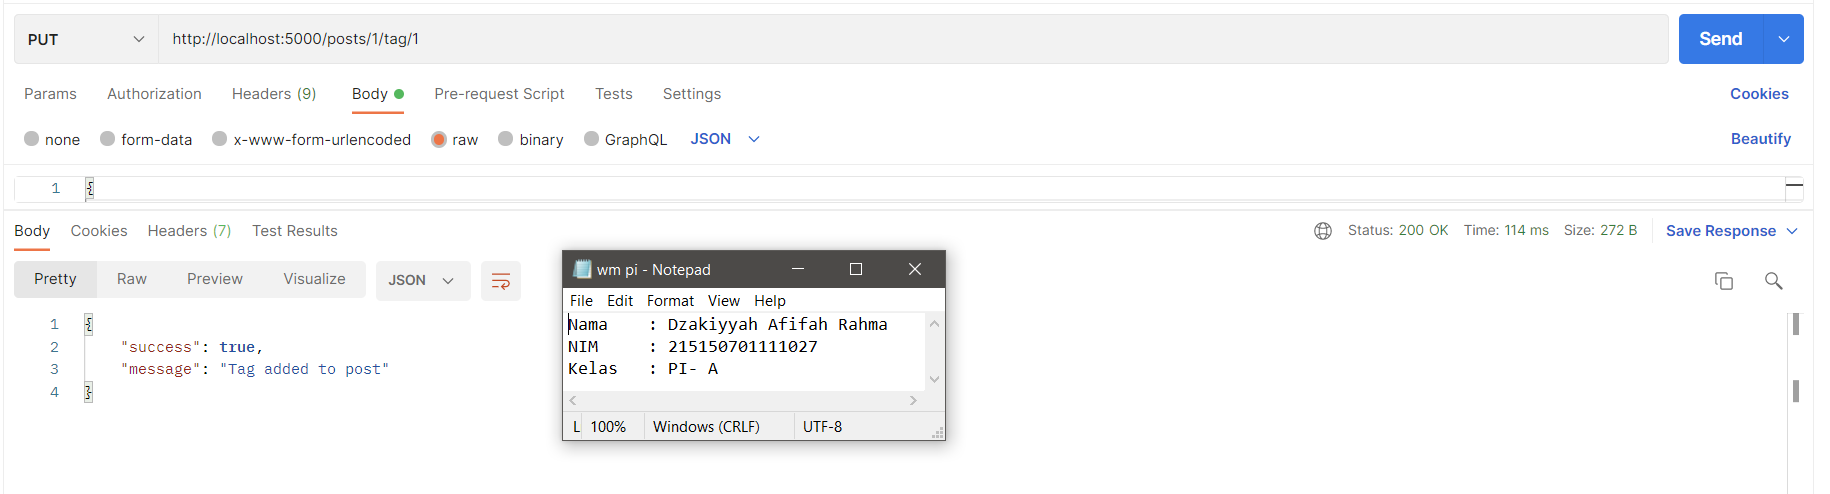 PUT http://localhost:5000/posts/1/tag/1 Send
Params Authorization Headers (9) Body Pre-request Script Tests Settings Cookies
none form-data x-www-form-urlencoded raw binary GraphQL JSON Beautify
1 {
Body Cookies Headers (7) Test Results Status: 200 OK Time: 114 ms Size: 272 B Save Response
Pretty Raw Preview Visualize JSON
1 {
2 "success": true,
3 "message": "Tag added to post"
4 }
wm pi - Notepad
File Edit Format View Help
Nama : Dzakiyyah Afifah Rahma
NIM : 215150701111027
Kelas : PI- A
L 100% Windows (CRLF) UTF-8